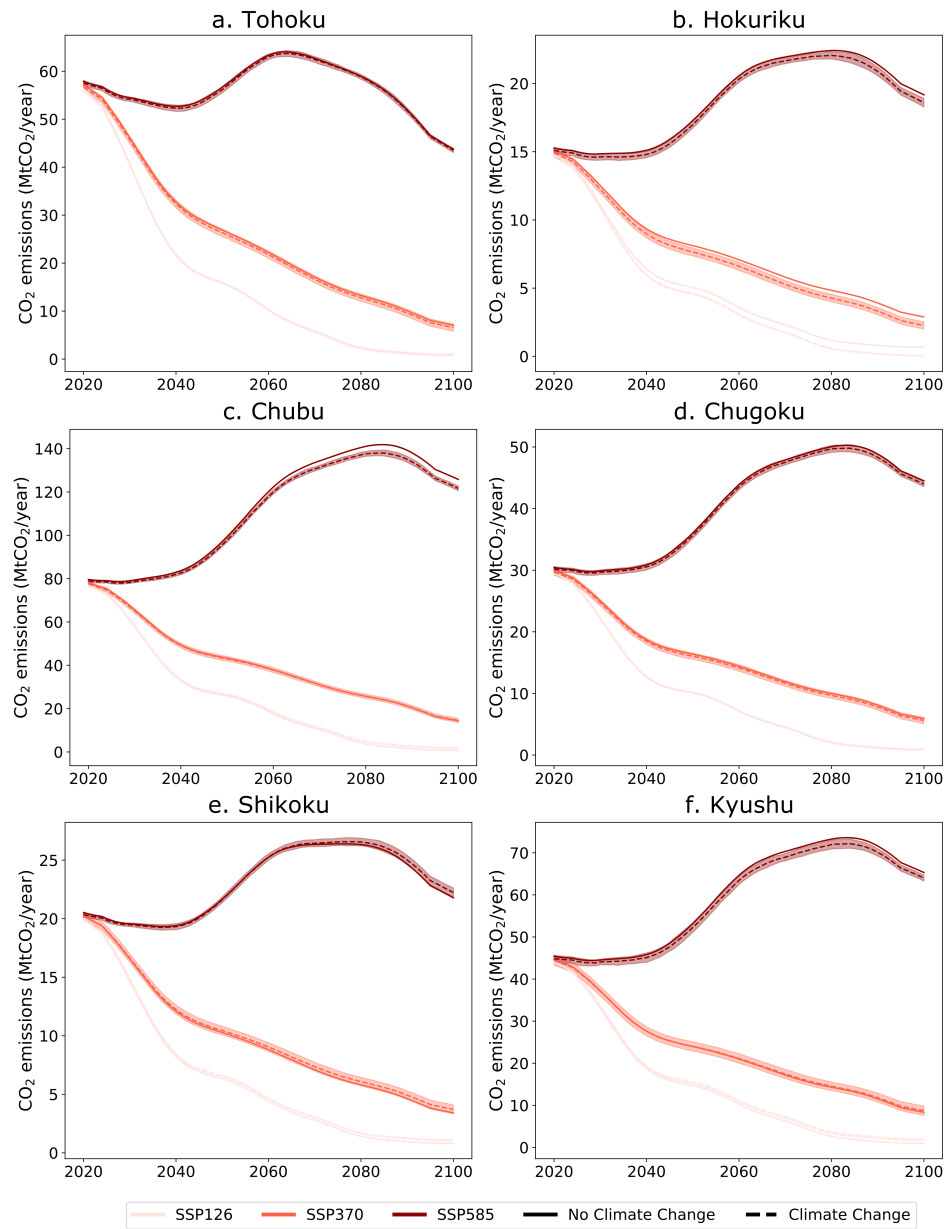 a. Tohoku
b. Hokuriku
CO₂ emissions (MtCO₂/year)
60
50
40
30
20
10
0
2020 2040 2060 2080 2100
CO₂ emissions (MtCO₂/year)
20
15
10
5
0
2020 2040 2060 2080 2100
c. Chubu
d. Chugoku
CO₂ emissions (MtCO₂/year)
140
120
100
80
60
40
20
0
2020 2040 2060 2080 2100
CO₂ emissions (MtCO₂/year)
50
40
30
20
10
0
2020 2040 2060 2080 2100
e. Shikoku
f. Kyushu
CO₂ emissions (MtCO₂/year)
25
20
15
10
5
0
2020 2040 2060 2080 2100
CO₂ emissions (MtCO₂/year)
70
60
50
40
30
20
10
0
2020 2040 2060 2080 2100
SSP126 SSP370 SSP585 No Climate Change Climate Change